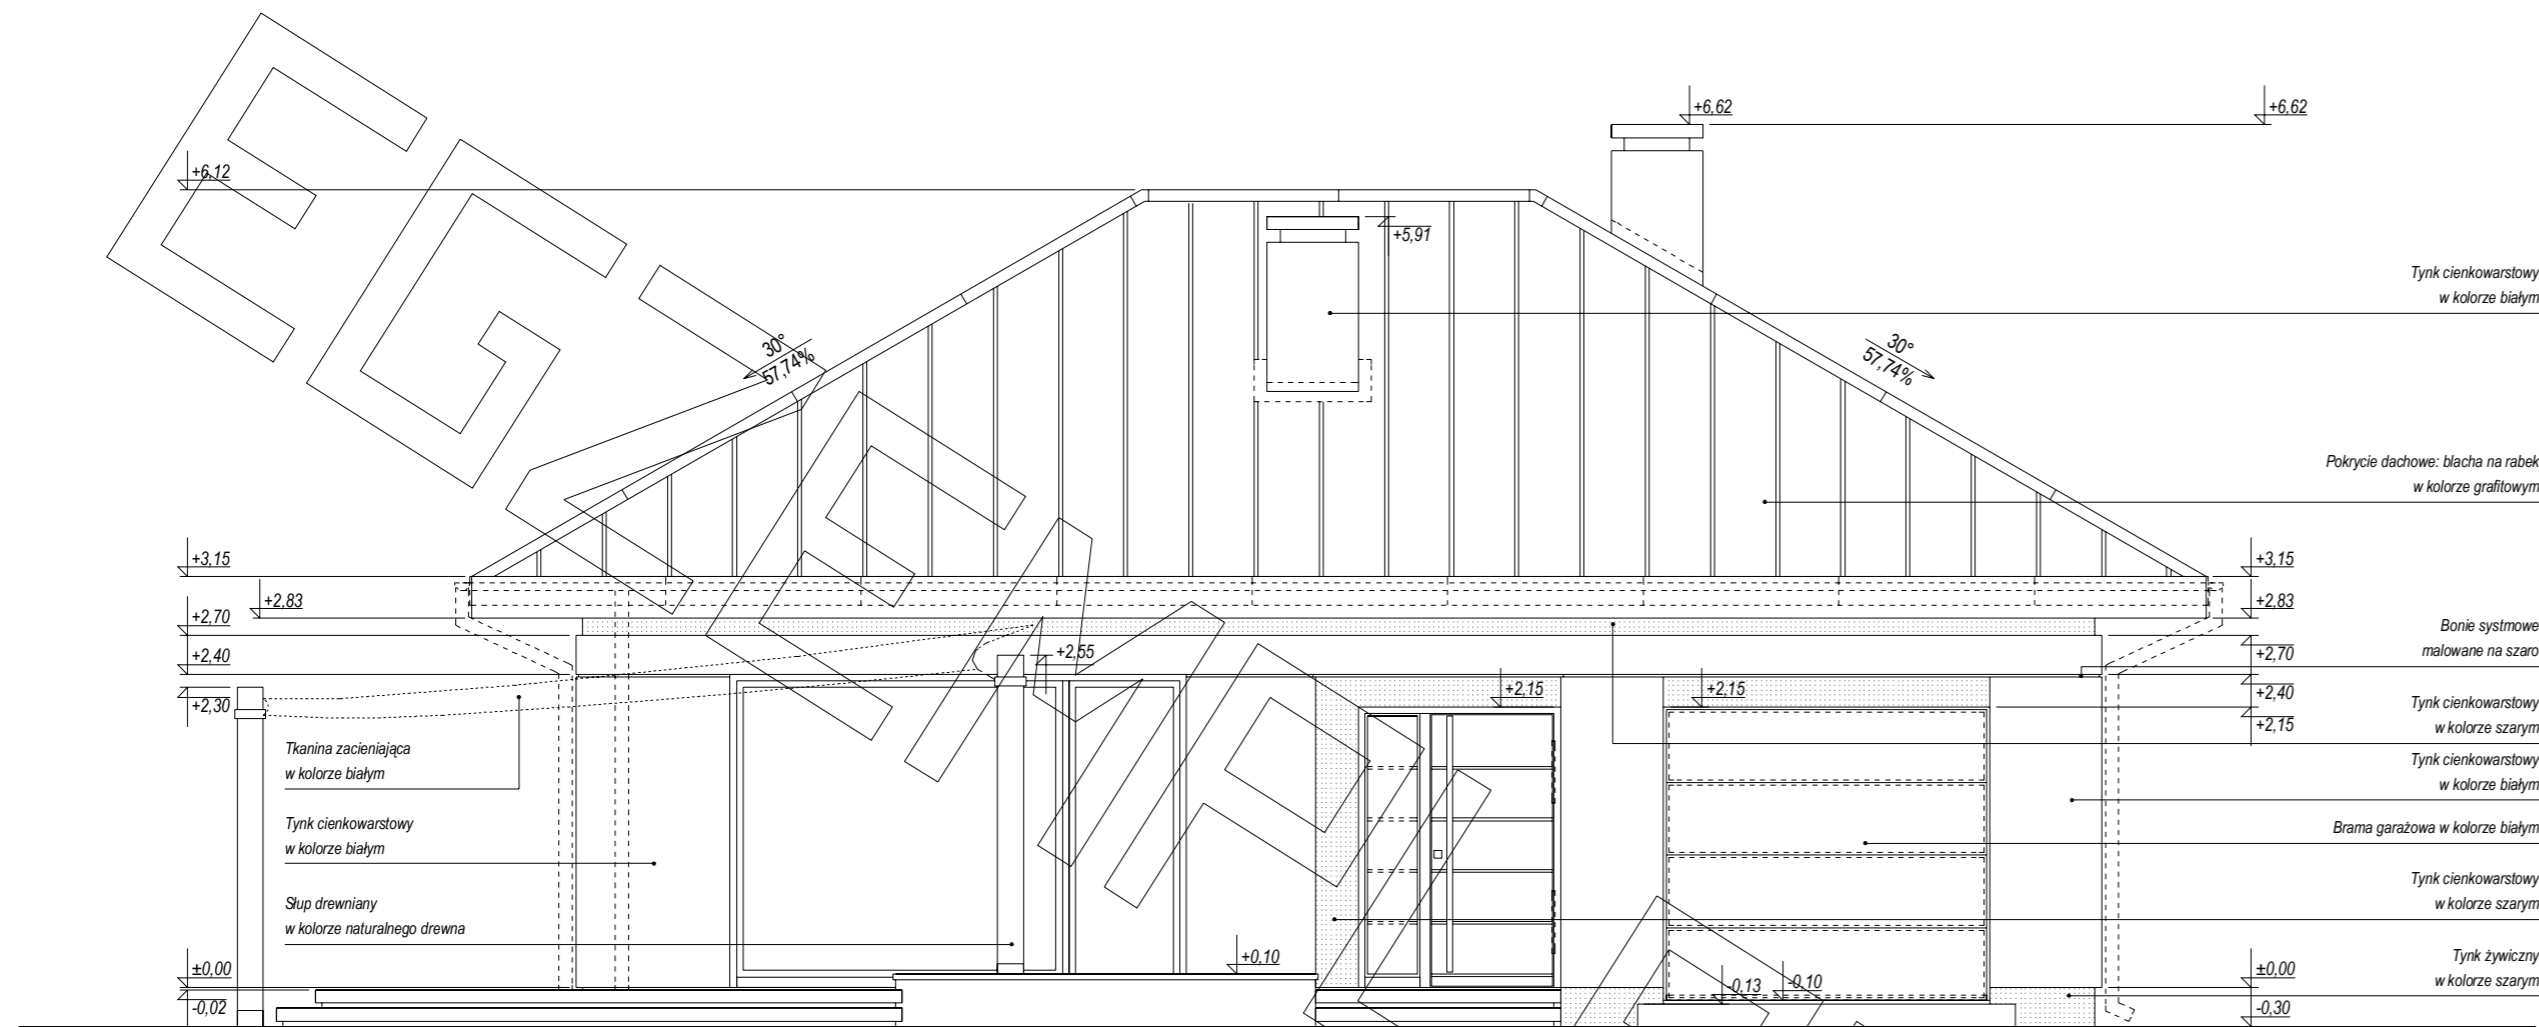 +6,62
+6,62
+6,12
+5,91
Tynk cienkowarstowy
w kolorze białym
30°
57,74%
30°
57,74%
Pokrycie dachowe: blacha na rabek
w kolorze grafitowym
+3,15
+3,15
+2,83
+2,83
+2,70
Bonie systmowe
malowane na szaro
+2,70
+2,40
+2,55
+2,40
+2,30
+2,15
+2,15
+2,15
Tynk cienkowarstowy
w kolorze szarym
Tkanina zacieniająca
w kolorze białym
Tynk cienkowarstowy
w kolorze białym
Tynk cienkowarstowy
w kolorze białym
Brama garażowa w kolorze białym
Słup drewniany
w kolorze naturalnego drewna
Tynk cienkowarstowy
w kolorze szarym
Tynk żywiczny
w kolorze szarym
±0,00
+0,10
-0,13
-0,10
±0,00
-0,02
-0,30